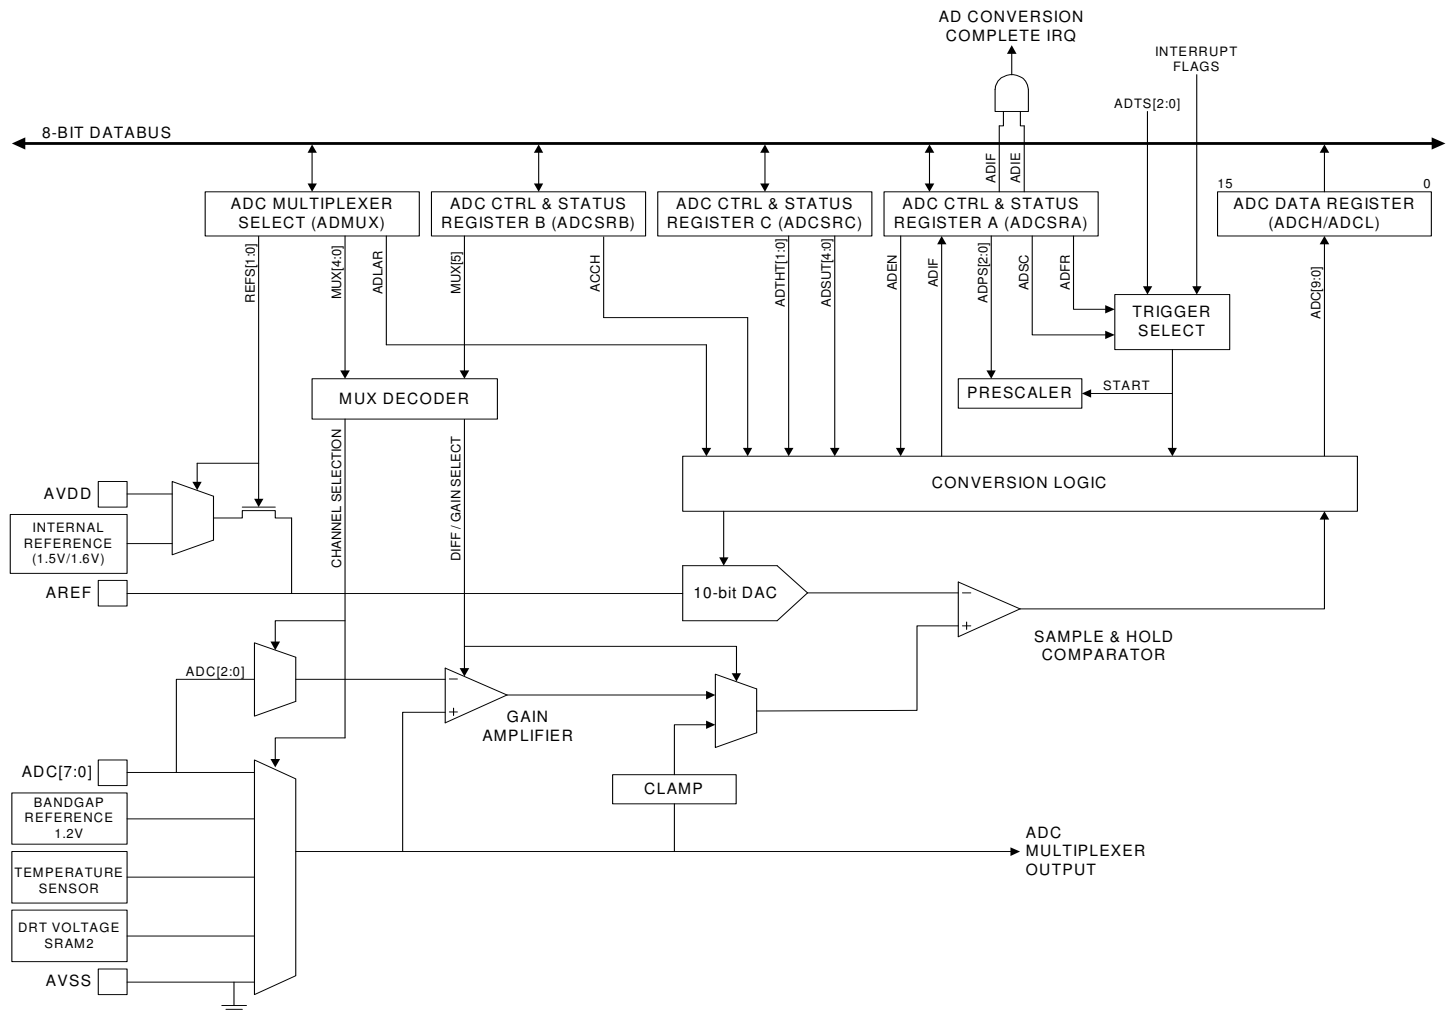 AD CONVERSION
COMPLETE IRQ
INTERRUPT
FLAGS
ADTS[2:0]
8-BIT DATABUS
ADIF
ADIE
15
0
ADC MULTIPLEXER
SELECT (ADMUX)
ADC CTRL & STATUS
REGISTER B (ADCSRB)
ADC CTRL & STATUS
REGISTER C (ADCSRC)
ADC CTRL & STATUS
REGISTER A (ADCSRA)
ADC DATA REGISTER
(ADCH/ADCL)
REFS[1:0]
MUX[4:0]
ADLAR
MUX[5]
ACCH
ADTHT[1:0]
ADSUT[4:0]
ADEN
ADIF
ADPS[2:0]
ADSC
ADFR
ADC[9:0]
TRIGGER
SELECT
MUX DECODER
PRESCALER
START
CHANNEL SELECTION
DIFF / GAIN SELECT
CONVERSION LOGIC
AVDD
INTERNAL
REFERENCE
(1.5V/1.6V)
AREF
10-bit DAC
−
+
SAMPLE & HOLD
COMPARATOR
ADC[2:0]
−
+
GAIN
AMPLIFIER
ADC[7:0]
CLAMP
BANDGAP
REFERENCE
1.2V
ADC
MULTIPLEXER
OUTPUT
TEMPERATURE
SENSOR
DRT VOLTAGE
SRAM2
AVSS